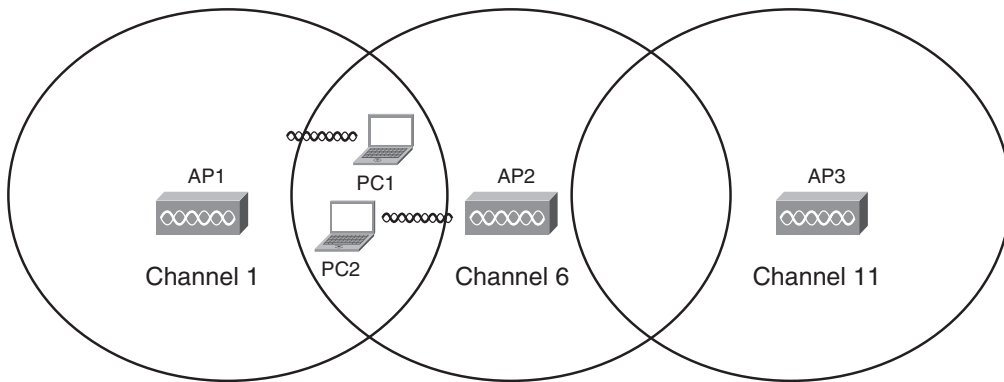 PC1
AP1
AP2
AP3
PC2
Channel 1
Channel 6
Channel 11